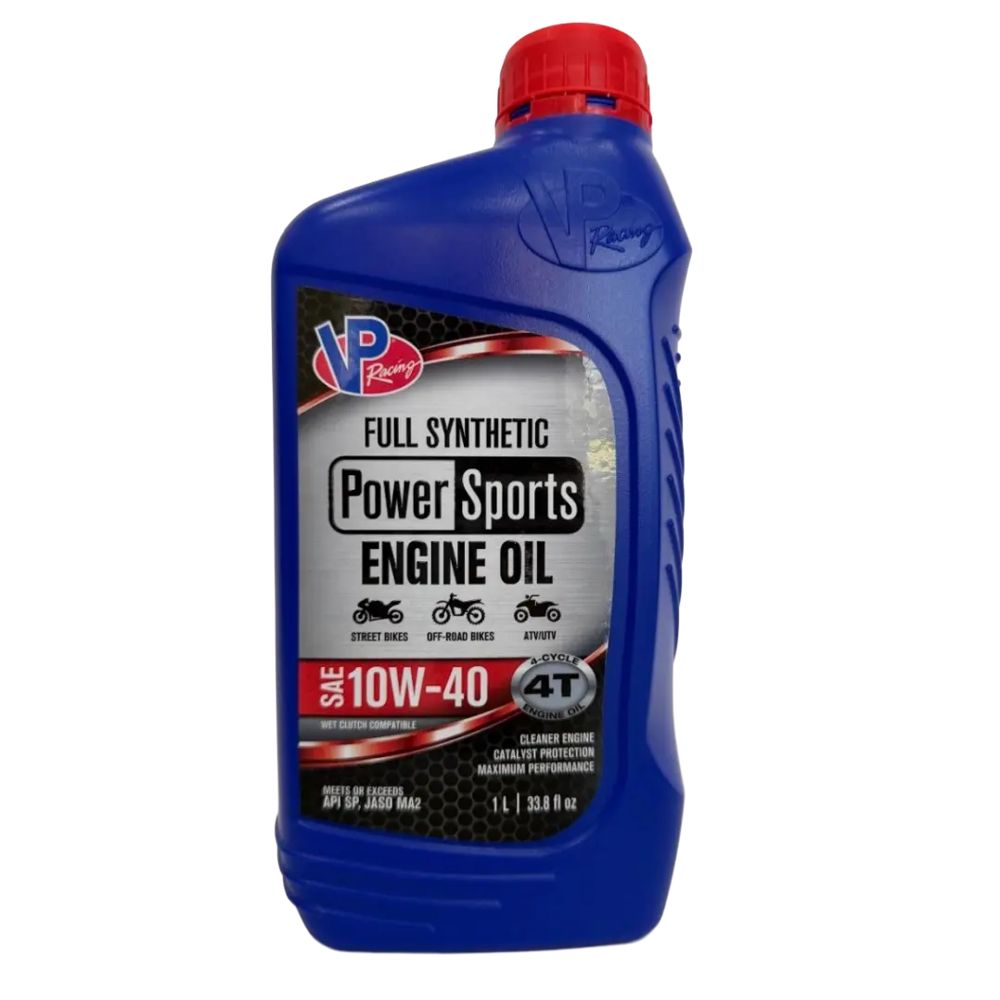 VP Racing
VP Racing
FULL SYNTHETIC
PowerSports
ENGINE OIL
STREET BIKES OFF-ROAD BIKES ATV/UTV
SAE 10W-40
4-CYCLE
4T
ENGINE OIL
WET CLUTCH COMPATIBLE
CLEANER ENGINE
CATALYST PROTECTION
MAXIMUM PERFORMANCE
MEETS OR EXCEEDS
API SP, JASO MA2
1 L | 33.8 fl oz